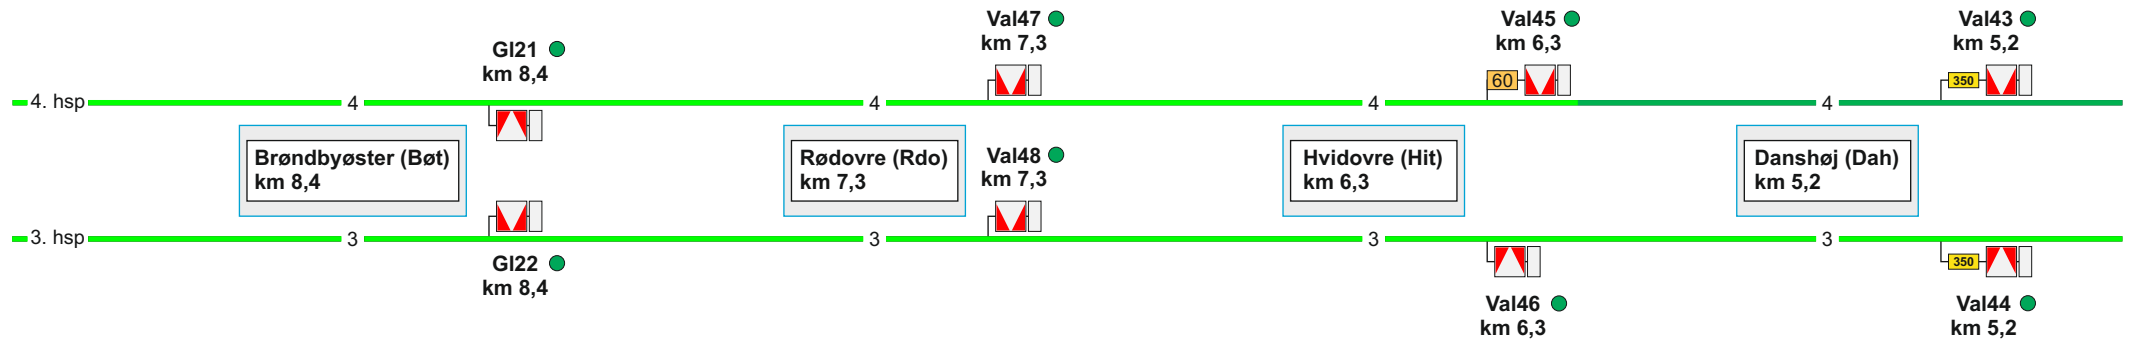 Val47
km 7,3
Val45
km 6,3
Val43
km 5,2
Gl21
km 8,4
60
350
4. hsp
4
4
4
4
Brøndbyøster (Bøt)
km 8,4
Rødovre (Rdo)
km 7,3
Val48
km 7,3
Hvidovre (Hit)
km 6,3
Danshøj (Dah)
km 5,2
3. hsp
3
3
3
3
350
Gl22
km 8,4
Val46
km 6,3
Val44
km 5,2